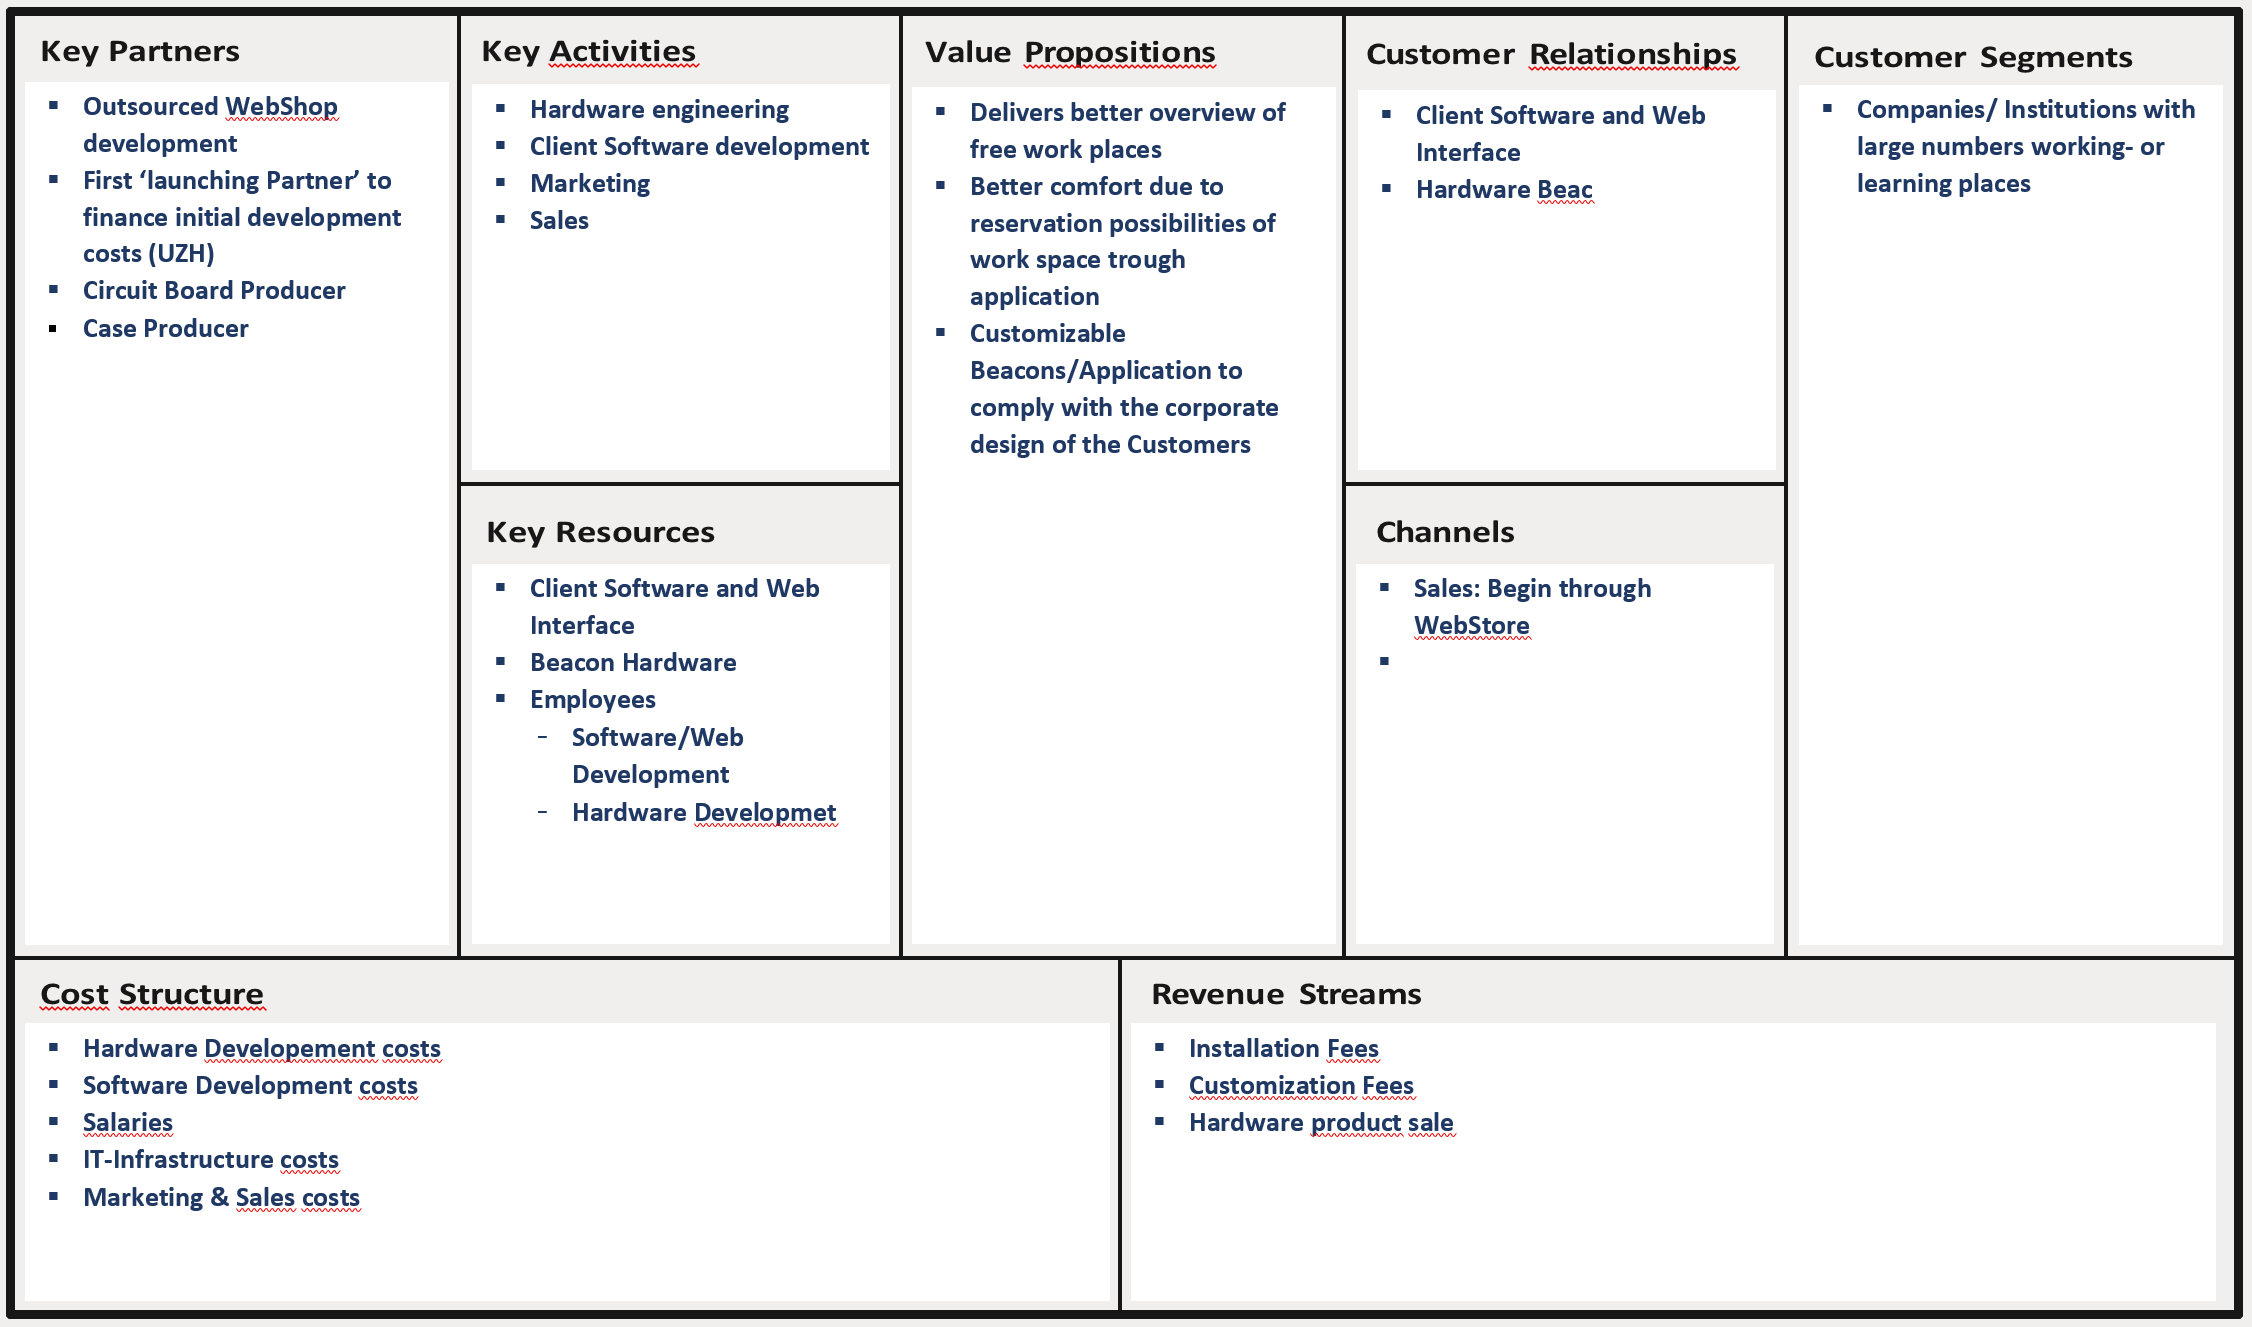 Key Partners
▪ Outsourced WebShop
development
▪ First ‘launching Partner’ to
finance initial development
costs (UZH)
▪ Circuit Board Producer
▪ Case Producer
Key Activities
▪ Hardware engineering
▪ Client Software development
▪ Marketing
▪ Sales
Key Resources
▪ Client Software and Web
Interface
▪ Beacon Hardware
▪ Employees
– Software/Web
Development
– Hardware Developmet
Value Propositions
▪ Delivers better overview of
free work places
▪ Better comfort due to
reservation possibilities of
work space trough
application
▪ Customizable
Beacons/Application to
comply with the corporate
design of the Customers
Customer Relationships
▪ Client Software and Web
Interface
▪ Hardware Beac
Channels
▪ Sales: Begin through
WebStore
▪
Customer Segments
▪ Companies/ Institutions with
large numbers working- or
learning places
Cost Structure
▪ Hardware Developement costs
▪ Software Development costs
▪ Salaries
▪ IT-Infrastructure costs
▪ Marketing & Sales costs
Revenue Streams
▪ Installation Fees
▪ Customization Fees
▪ Hardware product sale